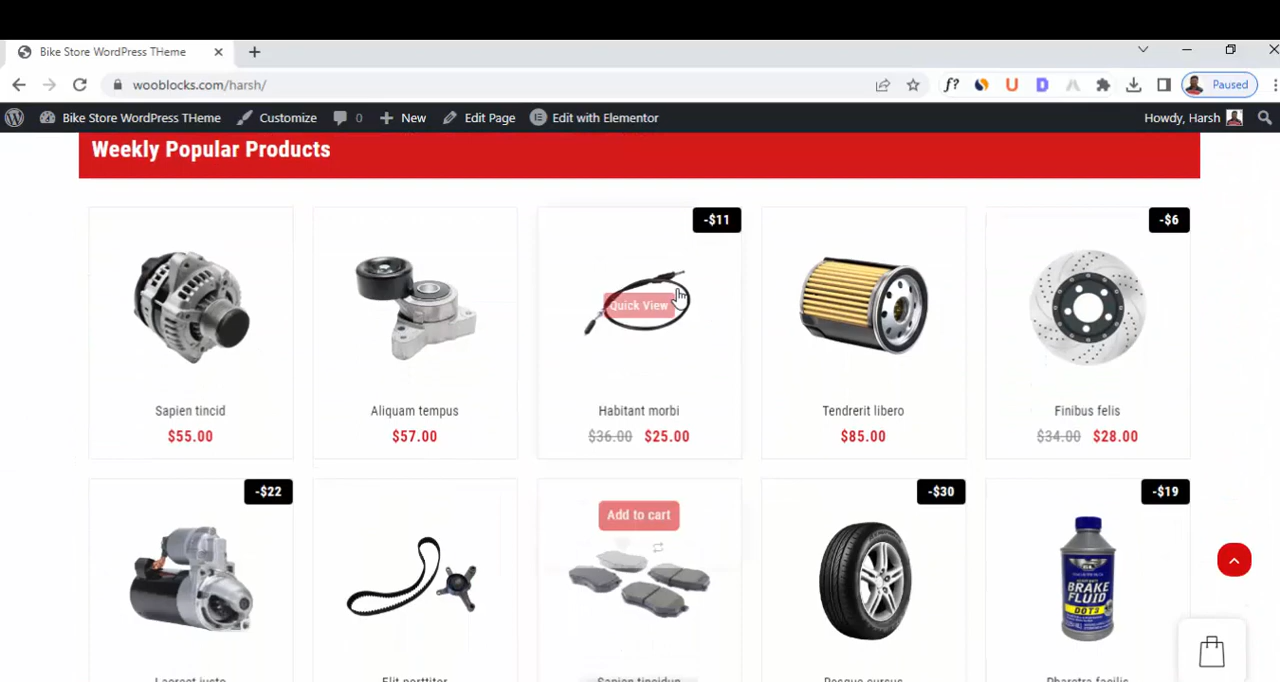 Bike Store WordPress THeme
wooblocks.com/harsh/
f?
U
D
Paused
Bike Store WordPress THeme
Customize
0
New
Edit Page
Edit with Elementor
Howdy, Harsh
Weekly Popular Products
-$11
-$6
Quick View
Sapien tincid
Aliquam tempus
Habitant morbi
Tendrerit libero
Finibus felis
$55.00
$57.00
$36.00 $25.00
$85.00
$34.00 $28.00
-$22
-$30
-$19
Add to cart
BRAKE
FLUID
DOT3